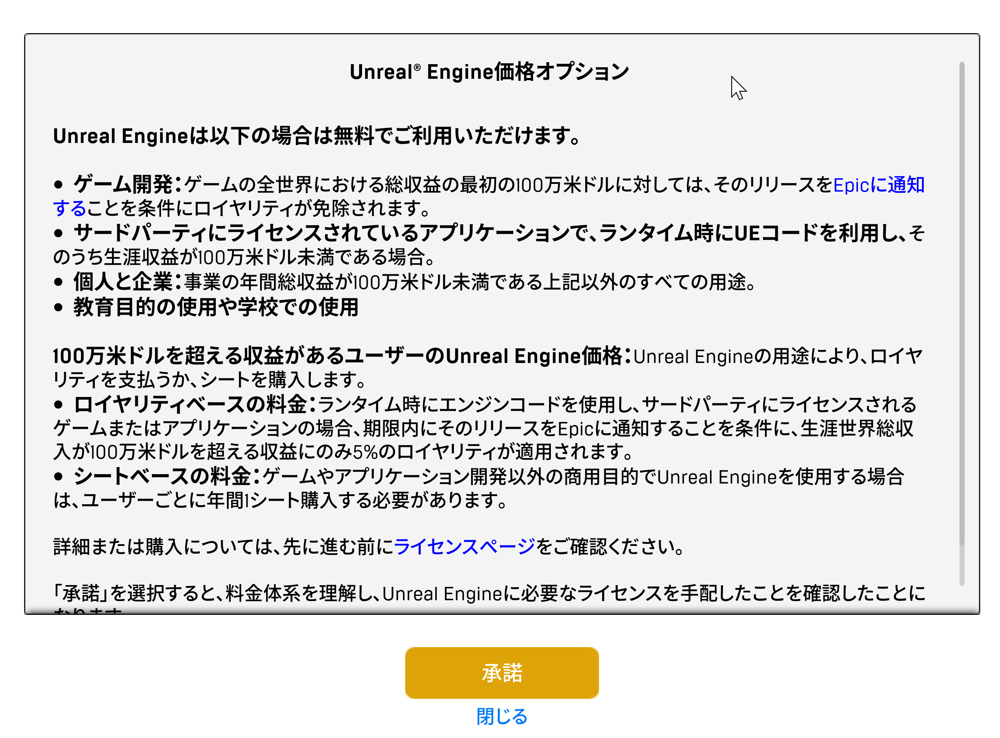 Unreal® Engine価格オプション
Unreal Engineは以下の場合は無料でご利用いただけます。
● ゲーム開発：ゲームの全世界における総収益の最初の100万米ドルに対しては、そのリリースをEpicに通知
することを条件にロイヤリティが免除されます。
● サードパーティにライセンスされているアプリケーションで、ランタイム時にUEコードを利用し、そ
のうち生涯収益が100万米ドル未満である場合。
● 個人と企業：事業の年間総収益が100万米ドル未満である上記以外のすべての用途。
● 教育目的の使用や学校での使用
100万米ドルを超える収益があるユーザーのUnreal Engine価格：Unreal Engineの用途により、ロイヤ
リティを支払うか、シートを購入します。
● ロイヤリティベースの料金：ランタイム時にエンジンコードを使用し、サードパーティにライセンスされる
ゲームまたはアプリケーションの場合、期限内にそのリリースをEpicに通知することを条件に、生涯世界総収
入が100万米ドルを超える収益にのみ5%のロイヤリティが適用されます。
● シートベースの料金：ゲームやアプリケーション開発以外の商用目的でUnreal Engineを使用する場合
は、ユーザーごとに年間1シート購入する必要があります。
詳細または購入については、先に進む前にライセンスページをご確認ください。
「承諾」を選択すると、料金体系を理解し、Unreal Engineに必要なライセンスを手配したことを確認したことに
なります
承諾
閉じる